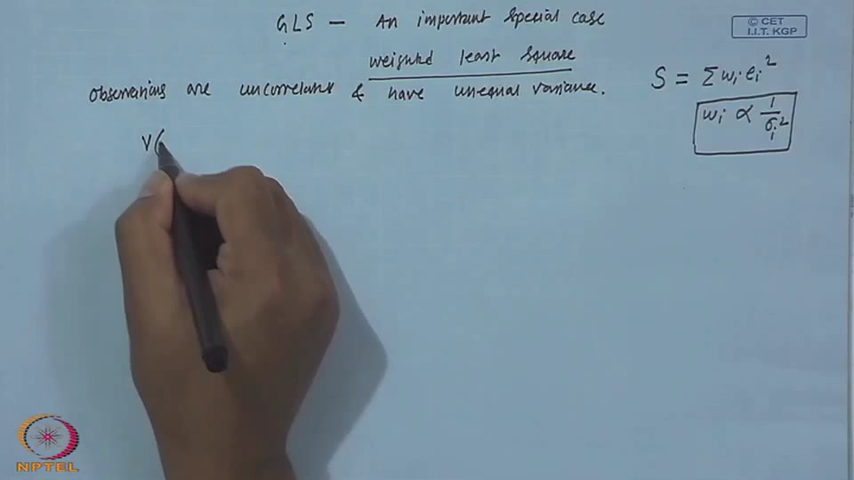 GLS – An important special case
weighted least square
observations are uncorrelated & have unequal variance.
S = Σ wᵢ eᵢ²
wᵢ ∝ 1/σᵢ²
V(
© CET
I.I.T. KGP
NPTEL